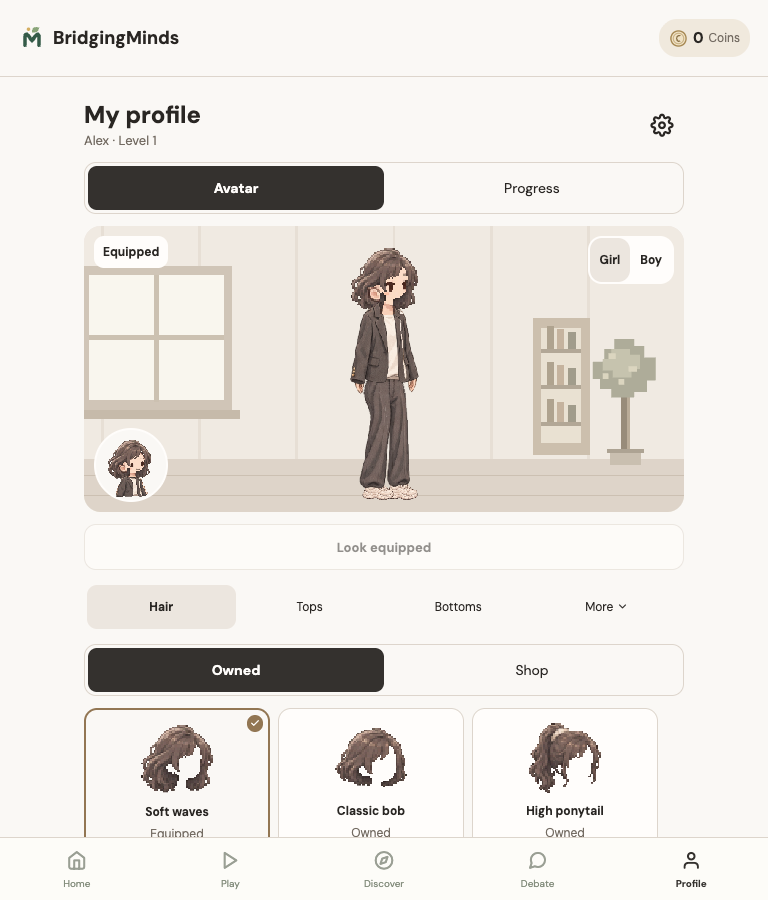 BridgingMinds
0 Coins
My profile
Alex · Level 1
Avatar
Progress
Equipped
Girl
Boy
Look equipped
Hair
Tops
Bottoms
More
Owned
Shop
Soft waves
Classic bob
High ponytail
Equipped
Owned
Owned
Home
Play
Discover
Debate
Profile